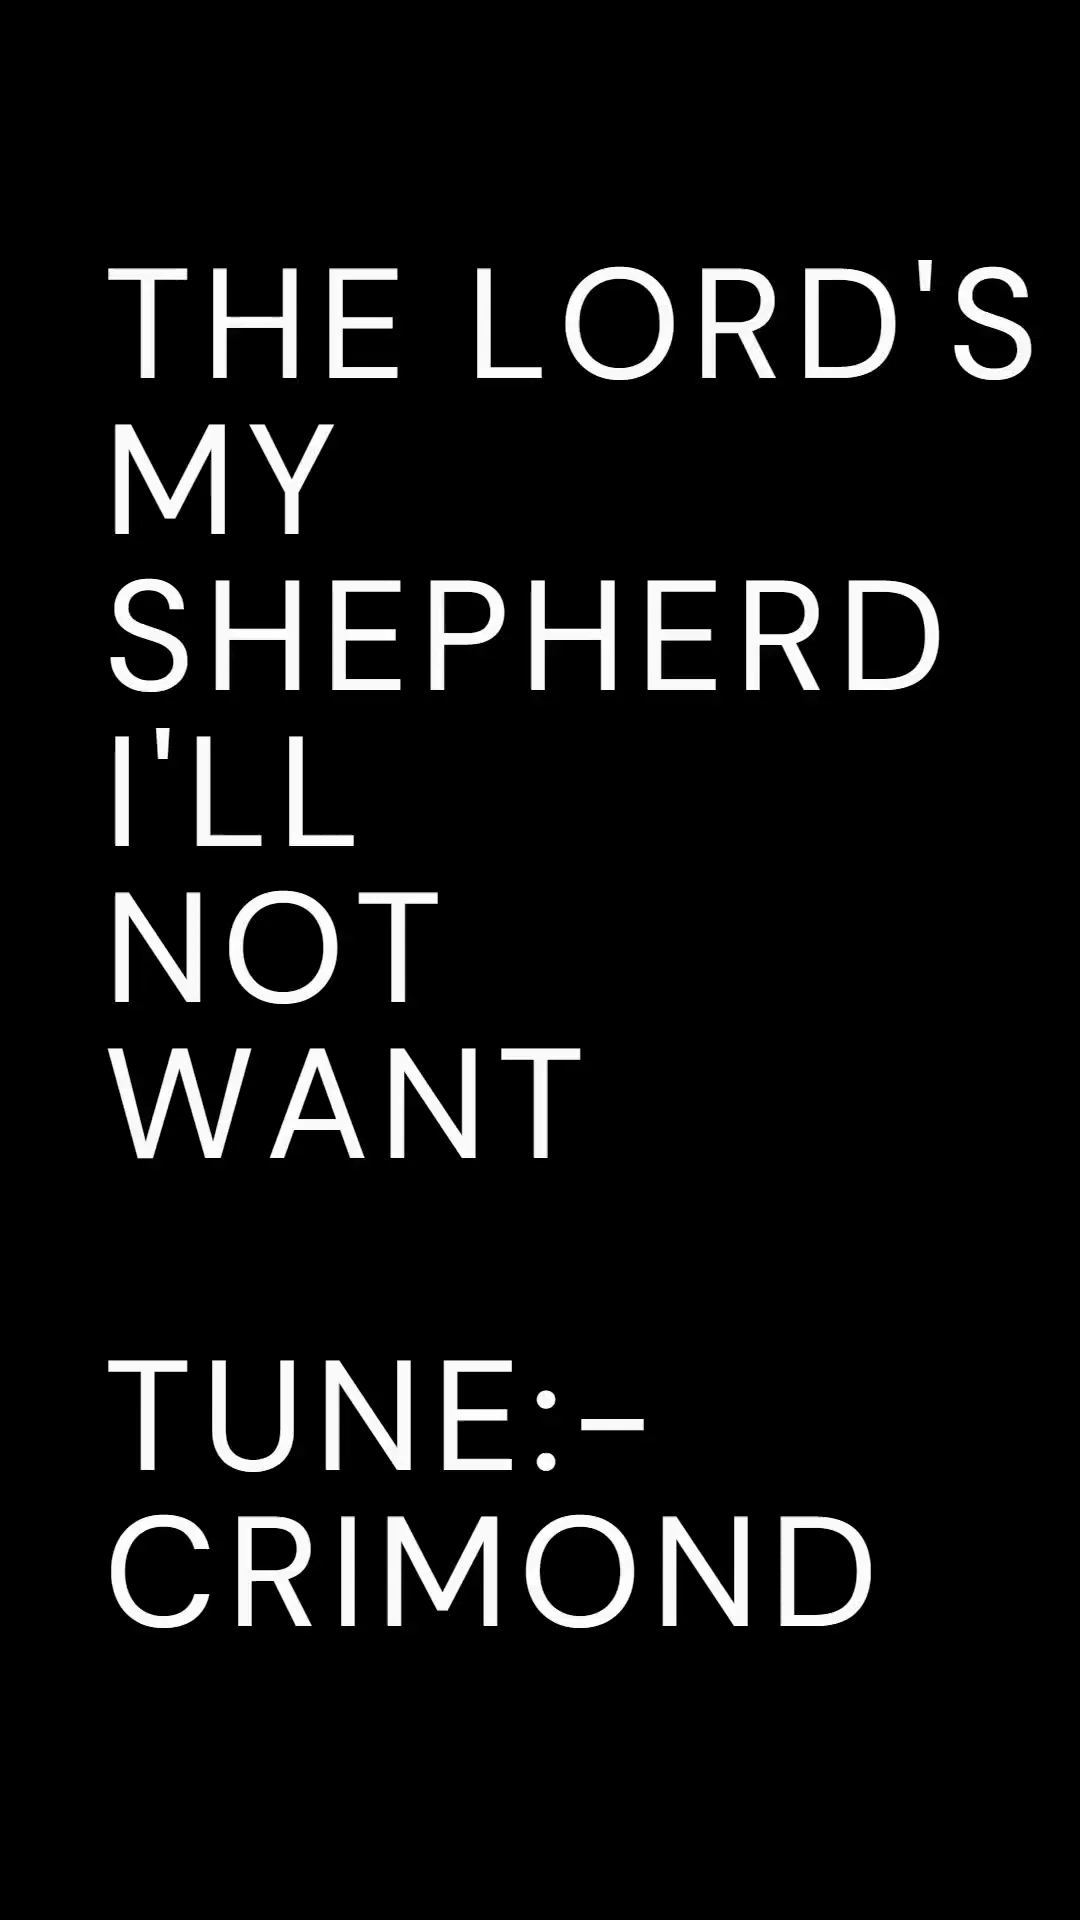 THE LORD'S
MY
SHEPHERD
I'LL
NOT
WANT
TUNE:-
CRIMOND